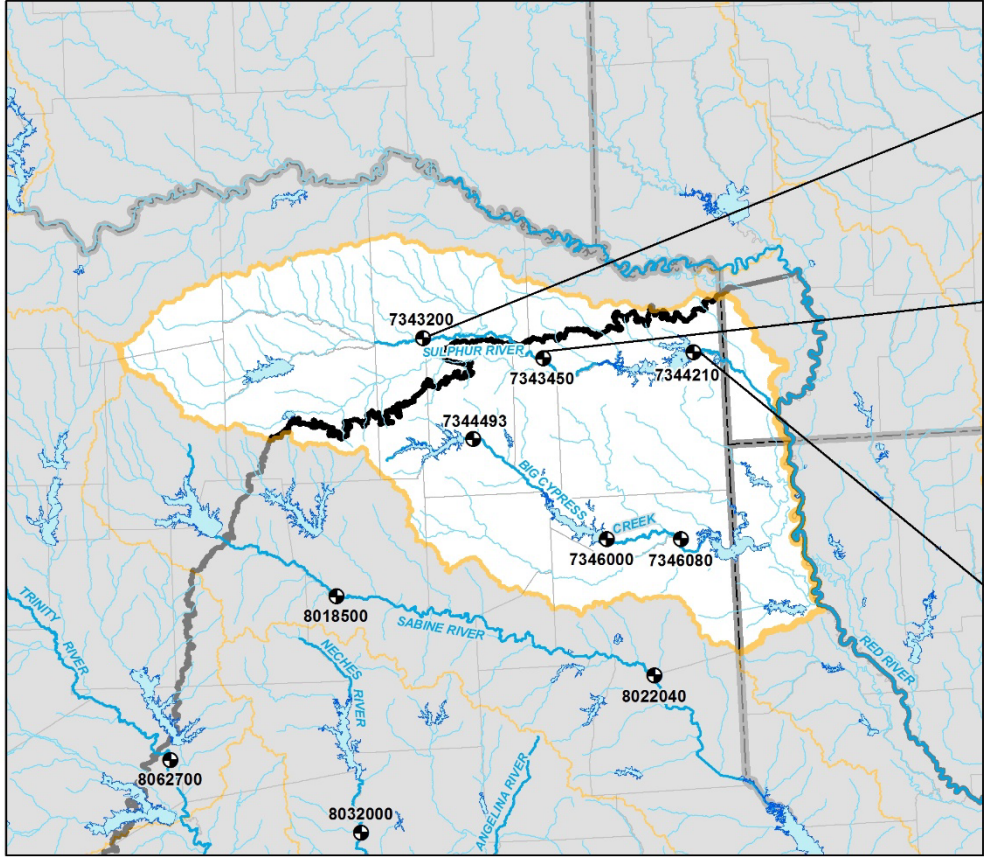 7343200
SULPHUR RIVER
7343450
7344210
7344493
BIG CYPRESS
CREEK
7346000
7346080
8018500
SABINE RIVER
TRINITY
RIVER
NECHES
RIVER
8022040
RED RIVER
8062700
8032000
ANGELINA RIVER